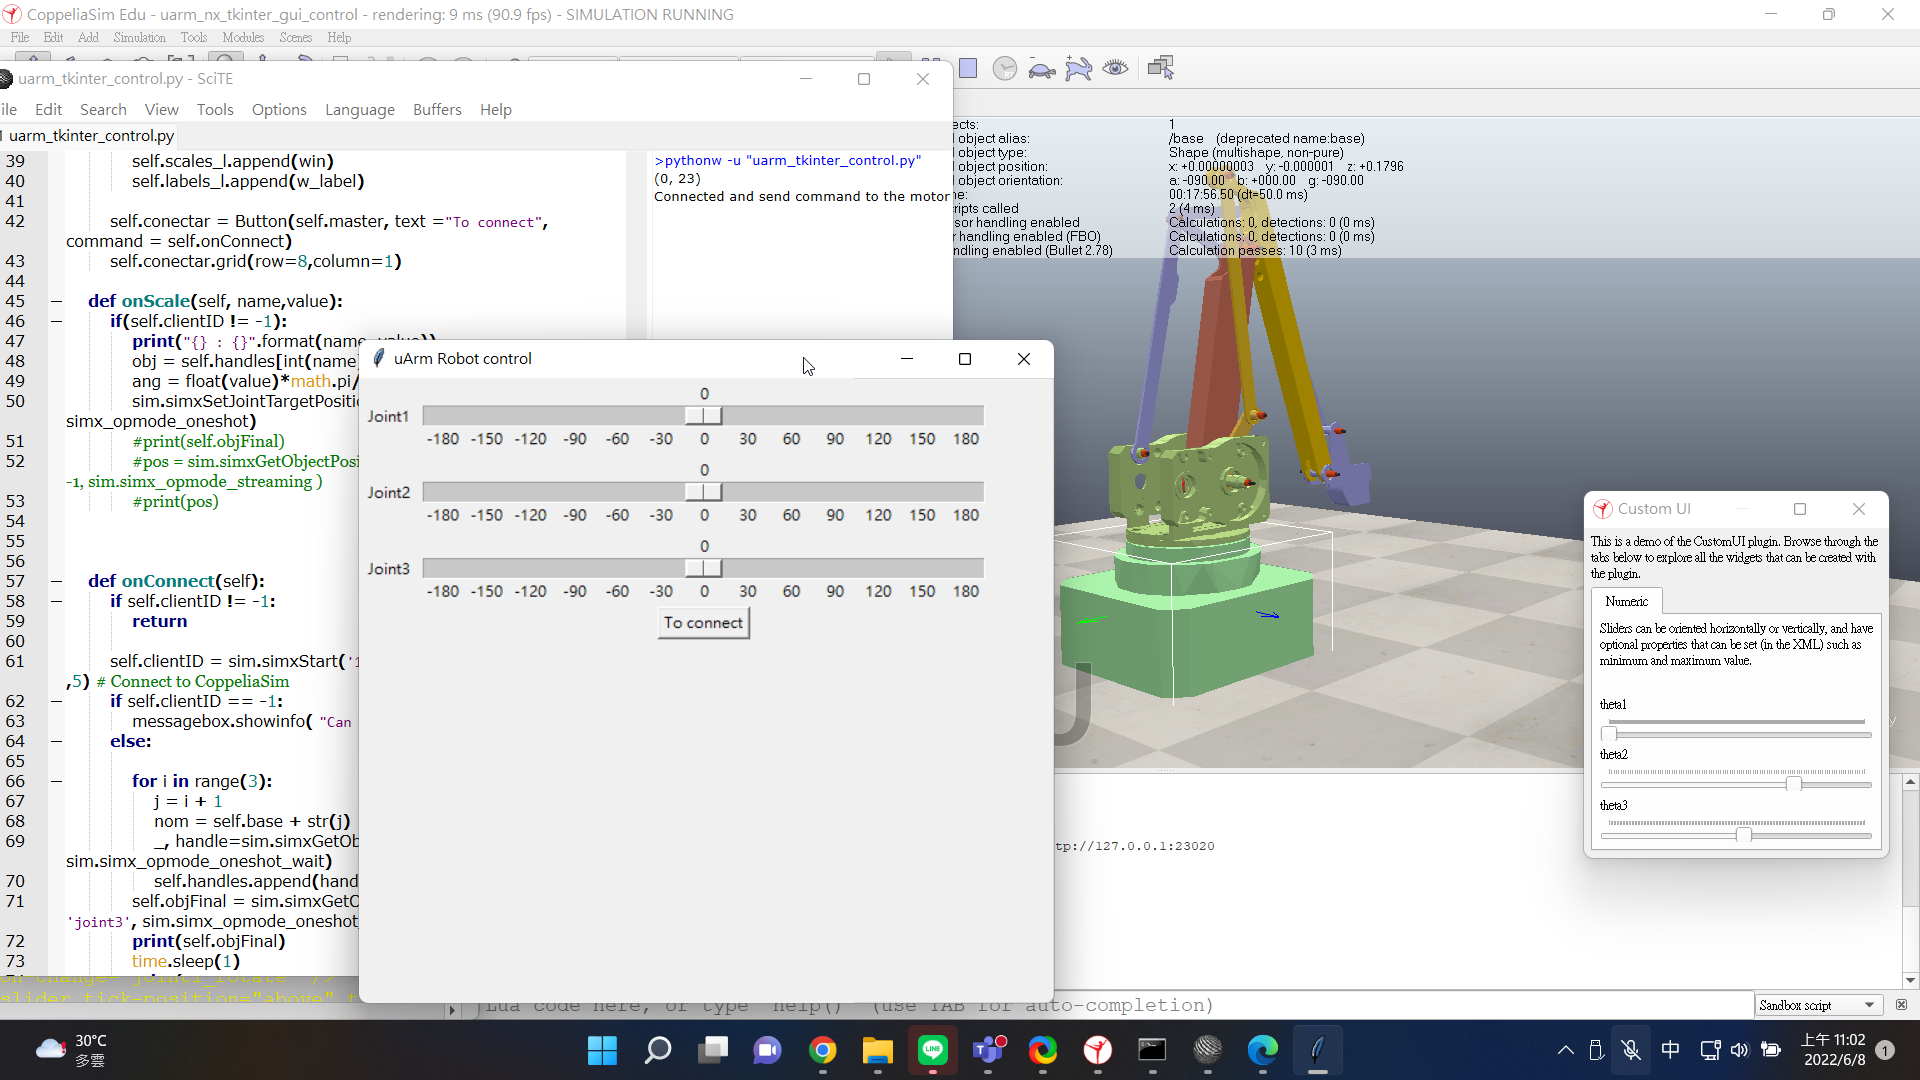 CoppeliaSim Edu - uarm_nx_tkinter_gui_control - rendering: 9 ms (90.9 fps) - SIMULATION RUNNING
File Edit Add Simulation Tools Modules Scenes Help
uarm_tkinter_control.py - SciTE
ile Edit Search View Tools Options Language Buffers Help
uarm_tkinter_control.py
39 self.scales_l.append(win)
40 self.labels_l.append(w_label)
41
42 self.conectar = Button(self.master, text ="To connect",
command = self.onConnect)
43 self.conectar.grid(row=8,column=1)
44
45 def onScale(self, name,value):
46 if(self.clientID != -1):
47 print("{} : {}".format(name, value))
48 obj = self.handles[int(name)
49 ang = float(value)*math.pi/
50 sim.simxSetJointTargetPositi
simx_opmode_oneshot)
51 #print(self.objFinal)
52 #pos = sim.simxGetObjectPosi
-1, sim.simx_opmode_streaming )
53 #print(pos)
54
55
56
57 def onConnect(self):
58 if self.clientID != -1:
59 return
60
61 self.clientID = sim.simxStart('1
,5) # Connect to CoppeliaSim
62 if self.clientID == -1:
63 messagebox.showinfo( "Can
64 else:
65
66 for i in range(3):
67 j = i + 1
68 nom = self.base + str(j)
69 _, handle=sim.simxGetOb
sim.simx_opmode_oneshot_wait)
70 self.handles.append(hand
71 self.objFinal = sim.simxGetO
'joint3', sim.simx_opmode_oneshot
72 print(self.objFinal)
73 time.sleep(1)
>pythonw -u "uarm_tkinter_control.py"
(0, 23)
Connected and send command to the motor
ects: 1
d object alias: /base (deprecated name:base)
d object type: Shape (multishape, non-pure)
d object position: x: +0.00000003 y: -0.000001 z: +0.1796
d object orientation: a: -090.00 b: +000.00 g: -090.00
ne: 00:17:56.50 (dt=50.0 ms)
ripts called 2 (4 ms)
sor handling enabled Calculations: 0, detections: 0 (0 ms)
r handling enabled (FBO) Calculations: 0, detections: 0 (0 ms)
ndling enabled (Bullet 2.78) Calculation passes: 10 (3 ms)
uArm Robot control
0
Joint1
-180 -150 -120 -90 -60 -30 0 30 60 90 120 150 180
0
Joint2
-180 -150 -120 -90 -60 -30 0 30 60 90 120 150 180
0
Joint3
-180 -150 -120 -90 -60 -30 0 30 60 90 120 150 180
To connect
Custom UI
This is a demo of the CustomUI plugin. Browse through the
tabs below to explore all the widgets that can be created with
the plugin.
Numeric
Sliders can be oriented horizontally or vertically, and have
optional properties that can be set (in the XML) such as
minimum and maximum value.
theta1
theta2
theta3
tp://127.0.0.1:23020
slider tick-position="above"
Lua code here, or type "help()" (use TAB for auto-completion)
Sandbox script
30°C
多雲
LINE
中
上午 11:02
2022/6/8
1